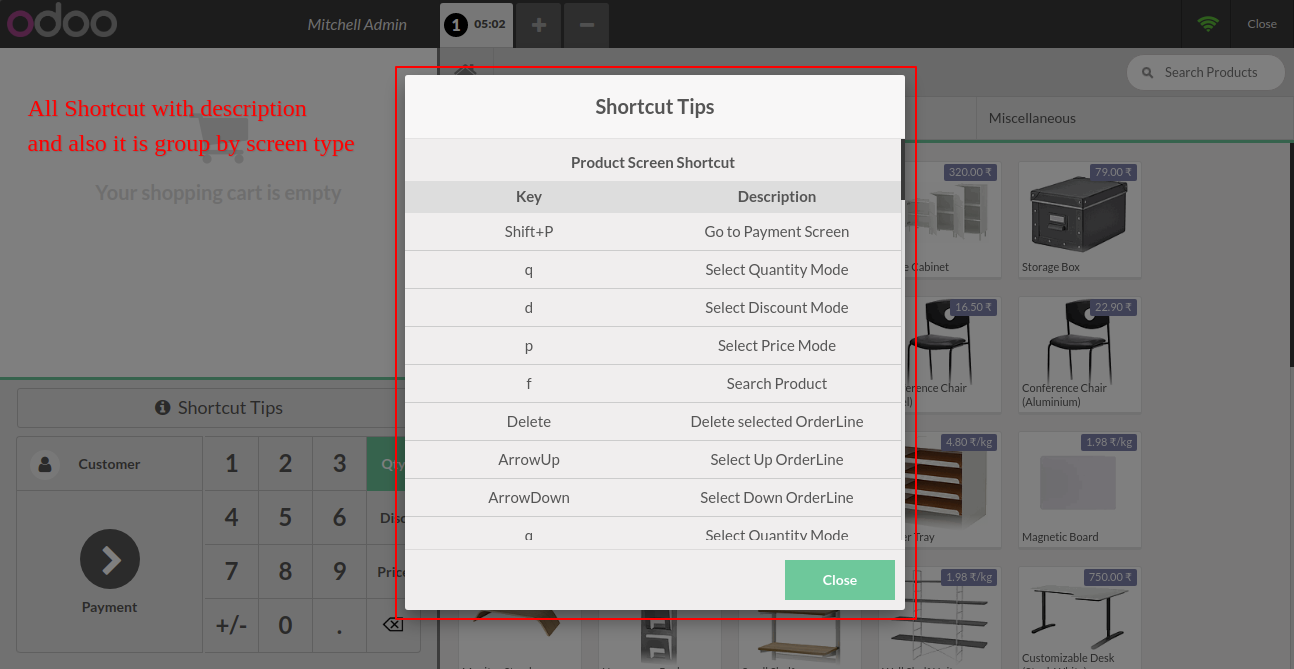 odoo
Mitchell Admin
1 05:02
+
−
Close
Search Products
All Shortcut with description
and also it is group by screen type
Your shopping cart is empty
Miscellaneous
Shortcut Tips
Product Screen Shortcut
Key Description
Shift+P Go to Payment Screen
q Select Quantity Mode
d Select Discount Mode
p Select Price Mode
f Search Product
Delete Delete selected OrderLine
ArrowUp Select Up OrderLine
ArrowDown Select Down OrderLine
q Select Quantity Mode
Close
320.00 ₹
Cabinet
79.00 ₹
Storage Box
16.50 ₹
Chair
22.90 ₹
Conference Chair
(Aluminium)
4.80 ₹/kg
Tray
1.98 ₹/kg
Magnetic Board
1.98 ₹/kg
750.00 ₹
Customizable Desk
Shortcut Tips
Customer
Payment
1 2 3
4 5 6
7 8 9
+/- 0 .
Price